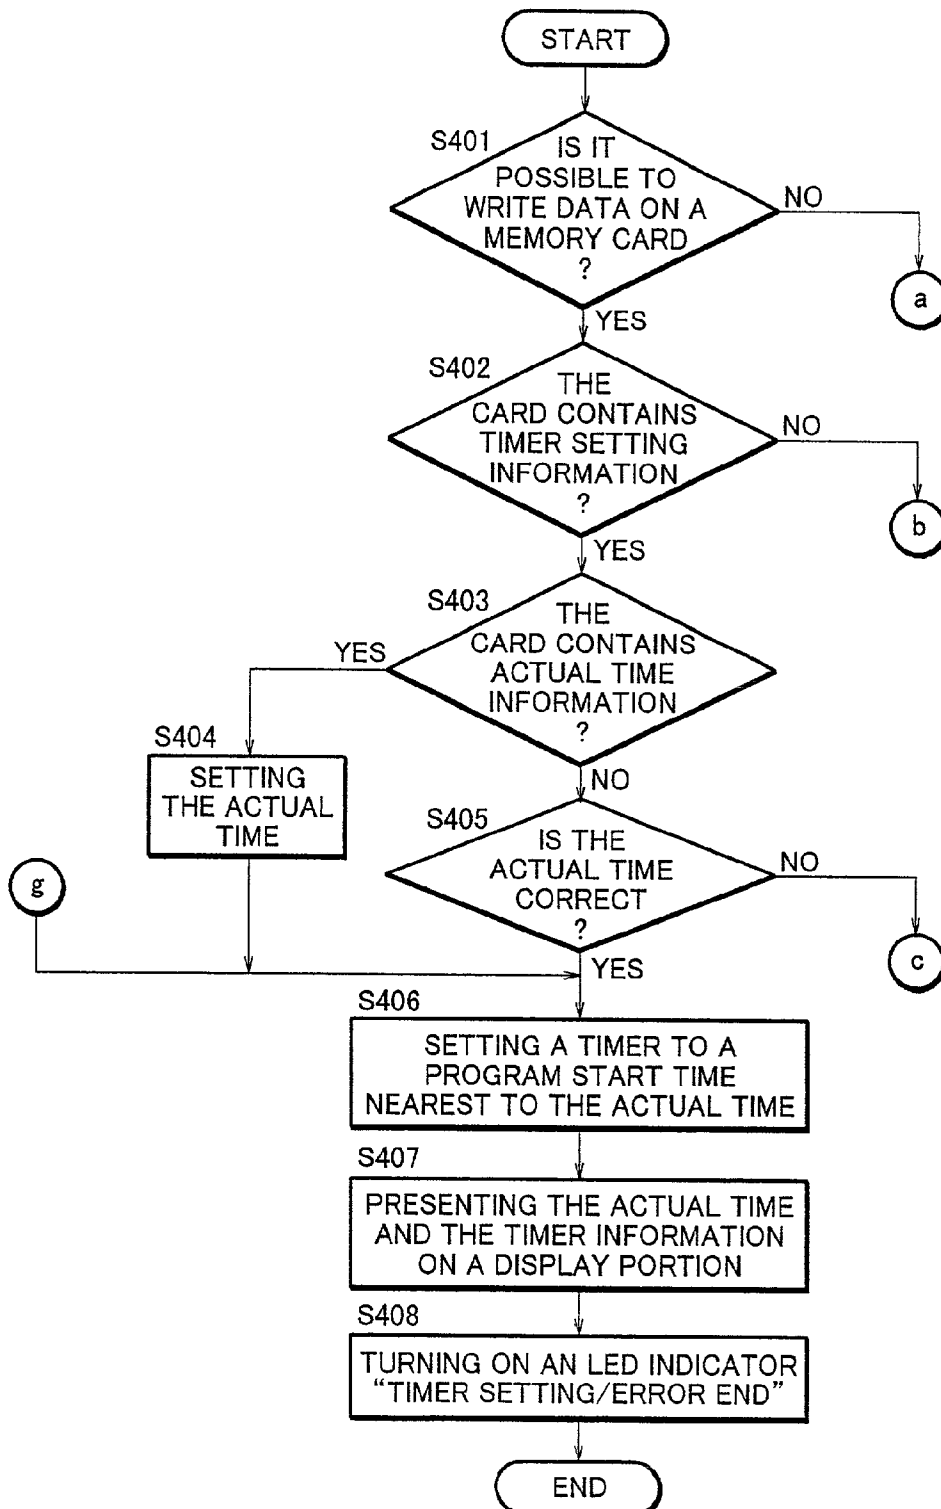 START
S401
IS IT
POSSIBLE TO
WRITE DATA ON A
MEMORY CARD
?
NO
a
YES
S402
THE
CARD CONTAINS
TIMER SETTING
INFORMATION
?
NO
b
YES
S403
THE
CARD CONTAINS
ACTUAL TIME
INFORMATION
?
YES
S404
SETTING
THE ACTUAL
TIME
NO
S405
IS THE
ACTUAL TIME
CORRECT
?
NO
c
g
YES
S406
SETTING A TIMER TO A
PROGRAM START TIME
NEAREST TO THE ACTUAL TIME
S407
PRESENTING THE ACTUAL TIME
AND THE TIMER INFORMATION
ON A DISPLAY PORTION
S408
TURNING ON AN LED INDICATOR
“TIMER SETTING/ERROR END”
END